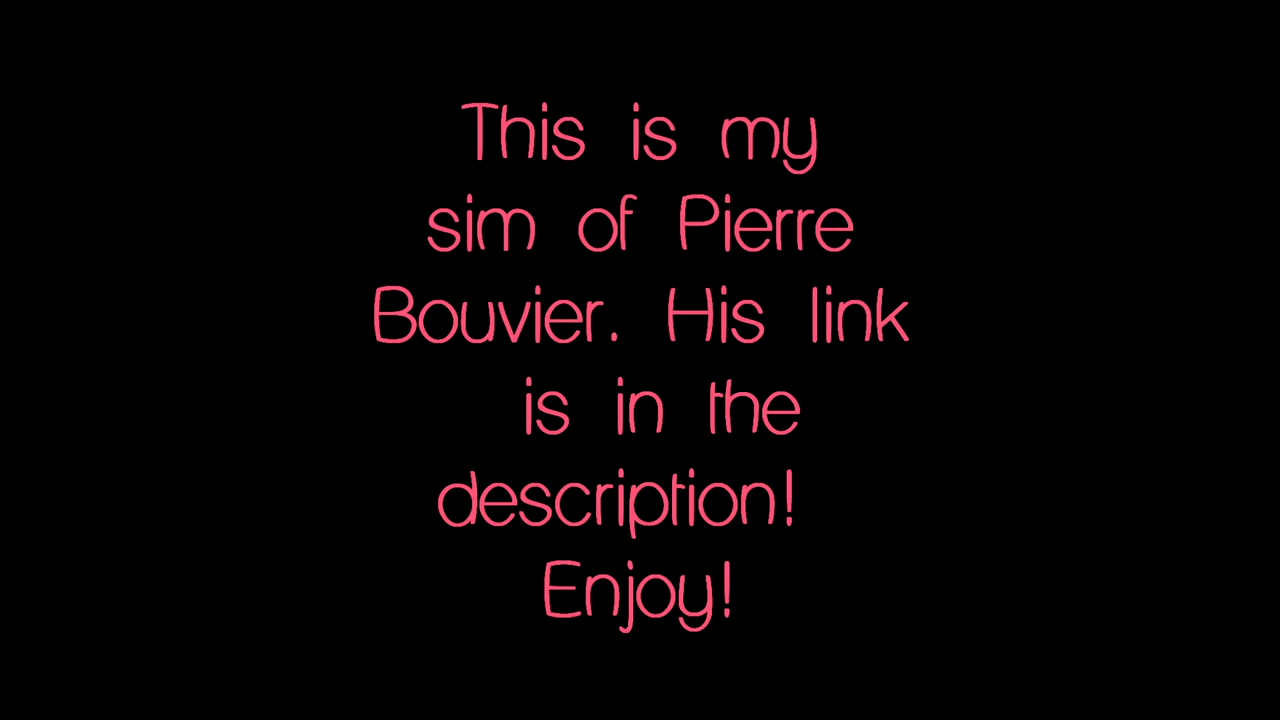 This is my
sim of Pierre
Bouvier. His link
is in the
description!
Enjoy!